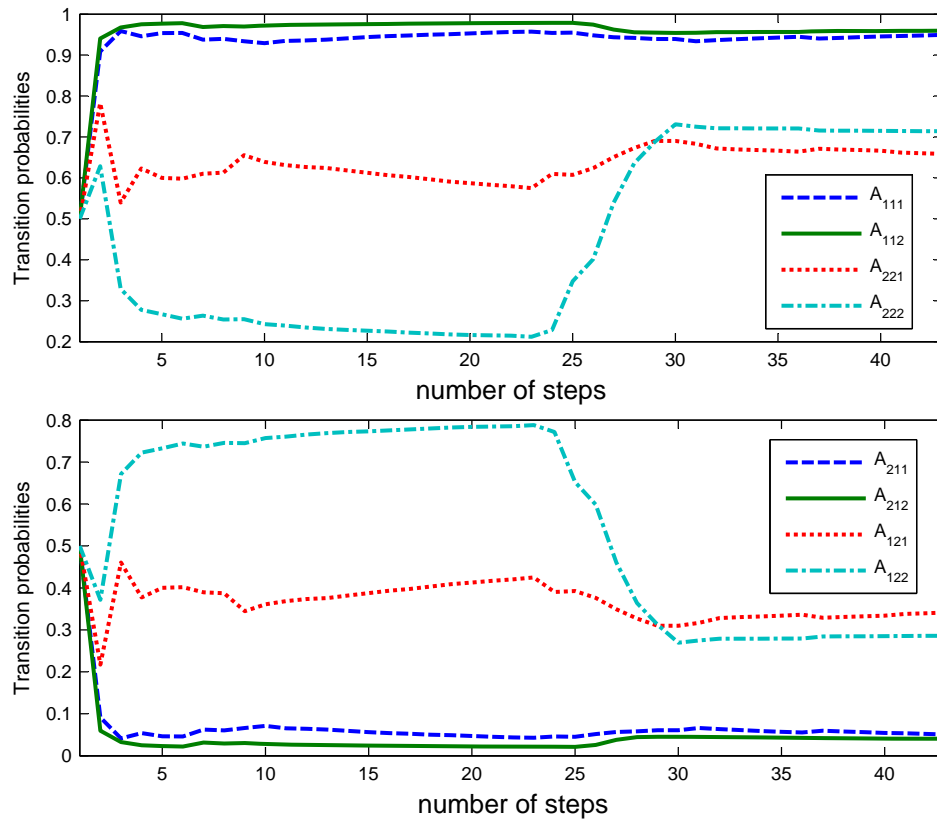 1
0.9
0.8
0.7
0.6
0.5
0.4
0.3
0.2
Transition probabilities
A111
A112
A221
A222
5 10 15 20 25 30 35 40
number of steps
0.8
0.7
0.6
0.5
0.4
0.3
0.2
0.1
0
Transition probabilities
A211
A212
A121
A122
5 10 15 20 25 30 35 40
number of steps